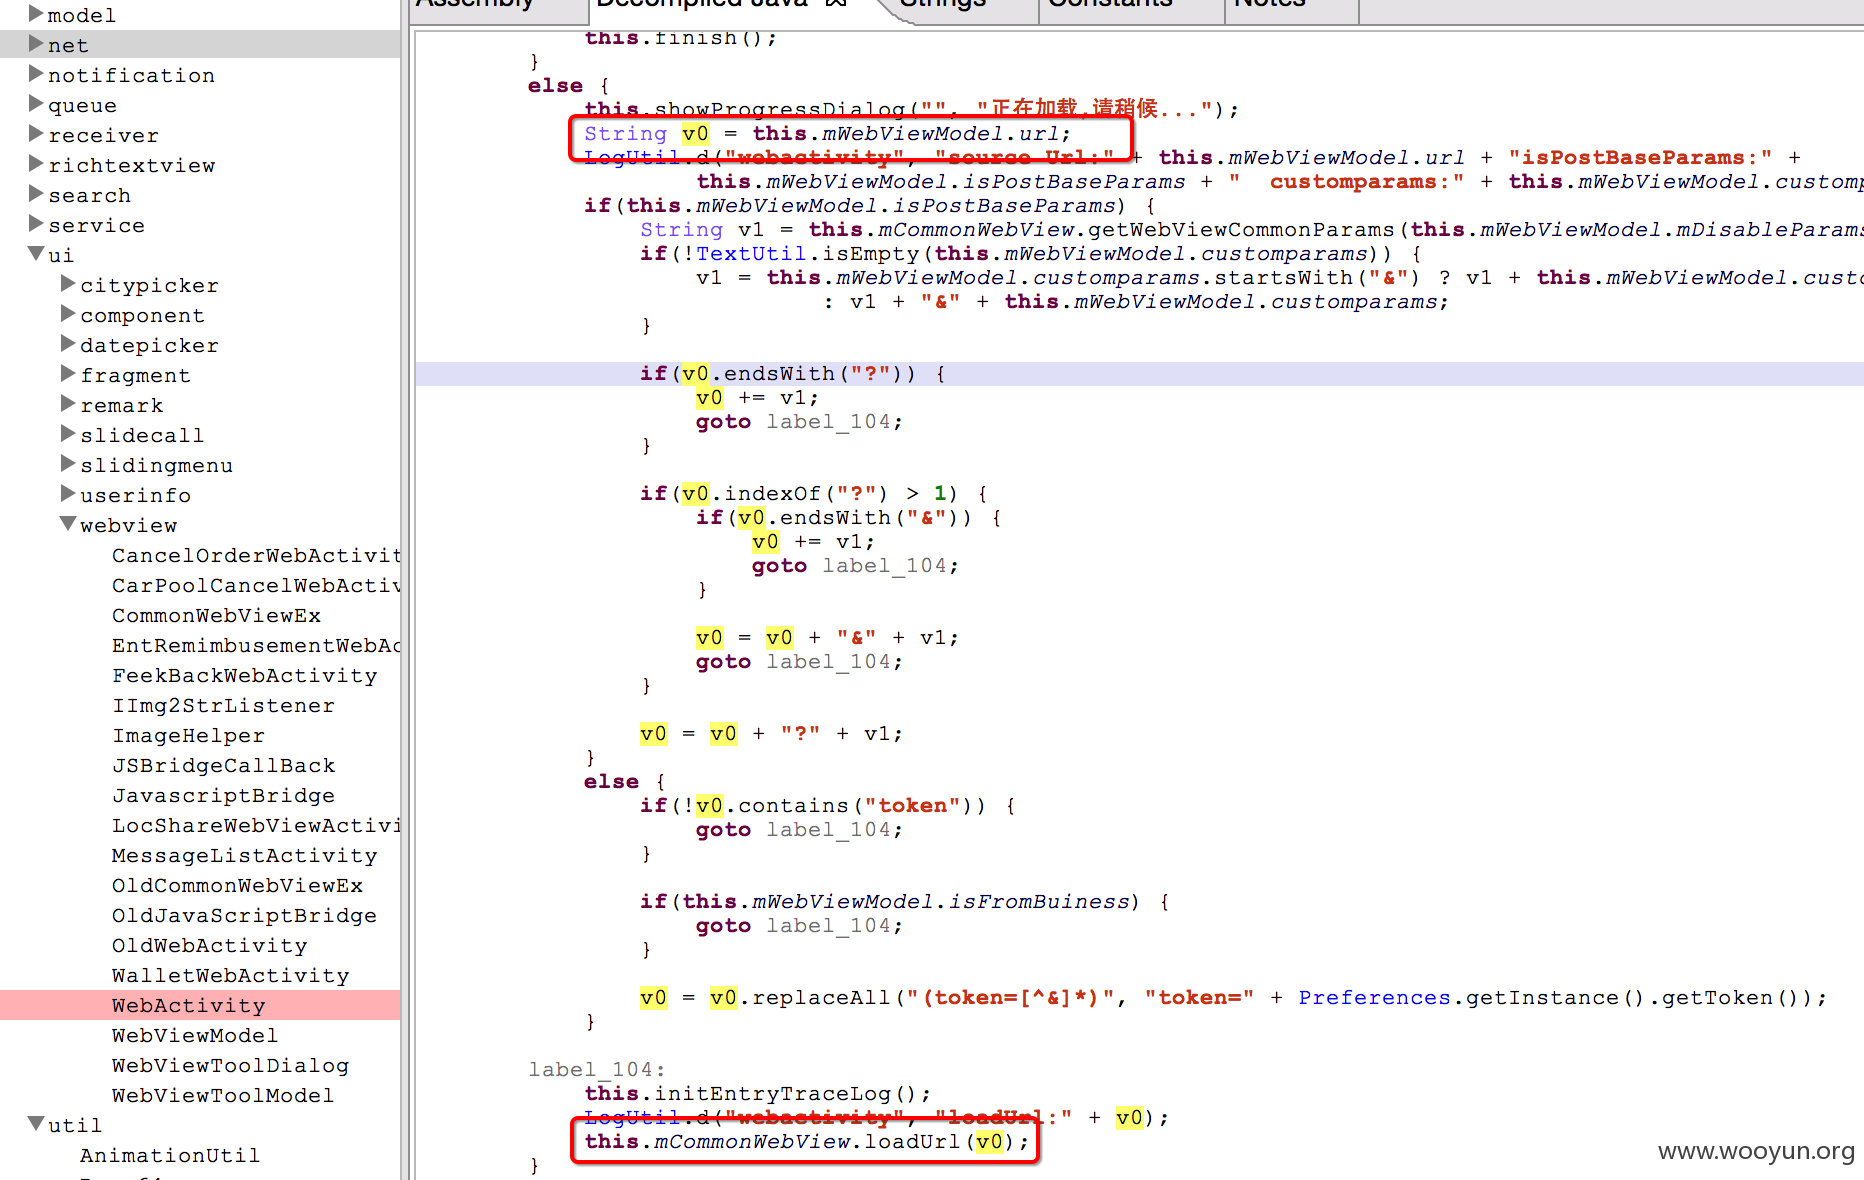 Assembly
Decompiled Java
Strings
Constants
Notes
model
net
notification
queue
receiver
richtextview
search
service
ui
citypicker
component
datepicker
fragment
remark
slidecall
slidingmenu
userinfo
webview
CancelOrderWebActivit
CarPoolCancelWebActiv
CommonWebViewEx
EntRemimbusementWebAc
FeekBackWebActivity
IImg2StrListener
ImageHelper
JSBridgeCallBack
JavascriptBridge
LocShareWebViewActivi
MessageListActivity
OldCommonWebViewEx
OldJavaScriptBridge
OldWebActivity
WalletWebActivity
WebActivity
WebViewModel
WebViewToolDialog
WebViewToolModel
util
AnimationUtil
this.finish();
}
else {
this.showProgressDialog("", "正在加载,请稍候...");
String v0 = this.mWebViewModel.url;
LogUtil.d("webactivity", "source Url:" + this.mWebViewModel.url + "isPostBaseParams:" +
this.mWebViewModel.isPostBaseParams + "  customparams:" + this.mWebViewModel.customp
if(this.mWebViewModel.isPostBaseParams) {
String v1 = this.mCommonWebView.getWebViewCommonParams(this.mWebViewModel.mDisableParams
if(!TextUtil.isEmpty(this.mWebViewModel.customparams)) {
v1 = this.mWebViewModel.customparams.startsWith("&") ? v1 + this.mWebViewModel.custo
: v1 + "&" + this.mWebViewModel.customparams;
}
if(v0.endsWith("?")) {
v0 += v1;
goto label_104;
}
if(v0.indexOf("?") > 1) {
if(v0.endsWith("&")) {
v0 += v1;
goto label_104;
}
v0 = v0 + "&" + v1;
goto label_104;
}
v0 = v0 + "?" + v1;
}
else {
if(!v0.contains("token")) {
goto label_104;
}
if(this.mWebViewModel.isFromBuiness) {
goto label_104;
}
v0 = v0.replaceAll("(token=[^&]*)", "token=" + Preferences.getInstance().getToken());
}
label_104:
this.initEntryTraceLog();
LogUtil.d("webactivity", "loadUrl:" + v0);
this.mCommonWebView.loadUrl(v0);
}
www.wooyun.org